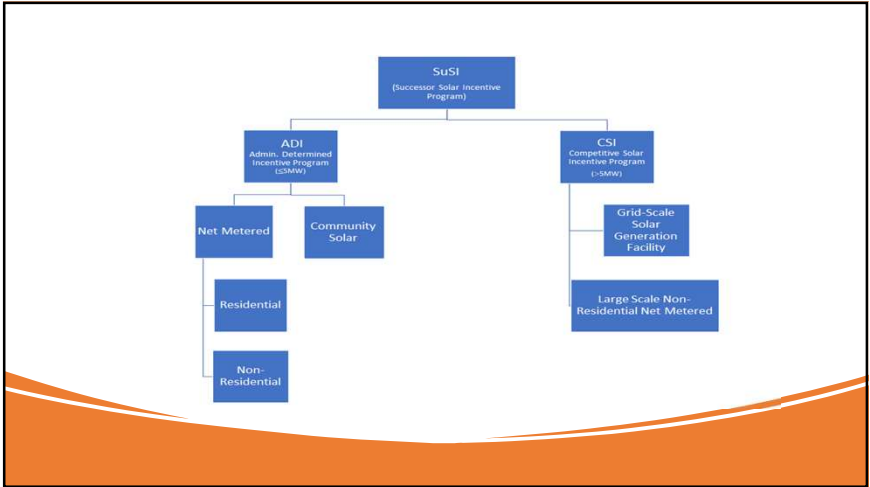 SuSI
(Successor Solar Incentive
Program)
ADI
Admin. Determined
Incentive Program
(≤5MW)
CSI
Competitive Solar
Incentive Program
(>5MW)
Net Metered
Community
Solar
Grid-Scale
Solar
Generation
Facility
Residential
Large Scale Non-
Residential Net Metered
Non-
Residential